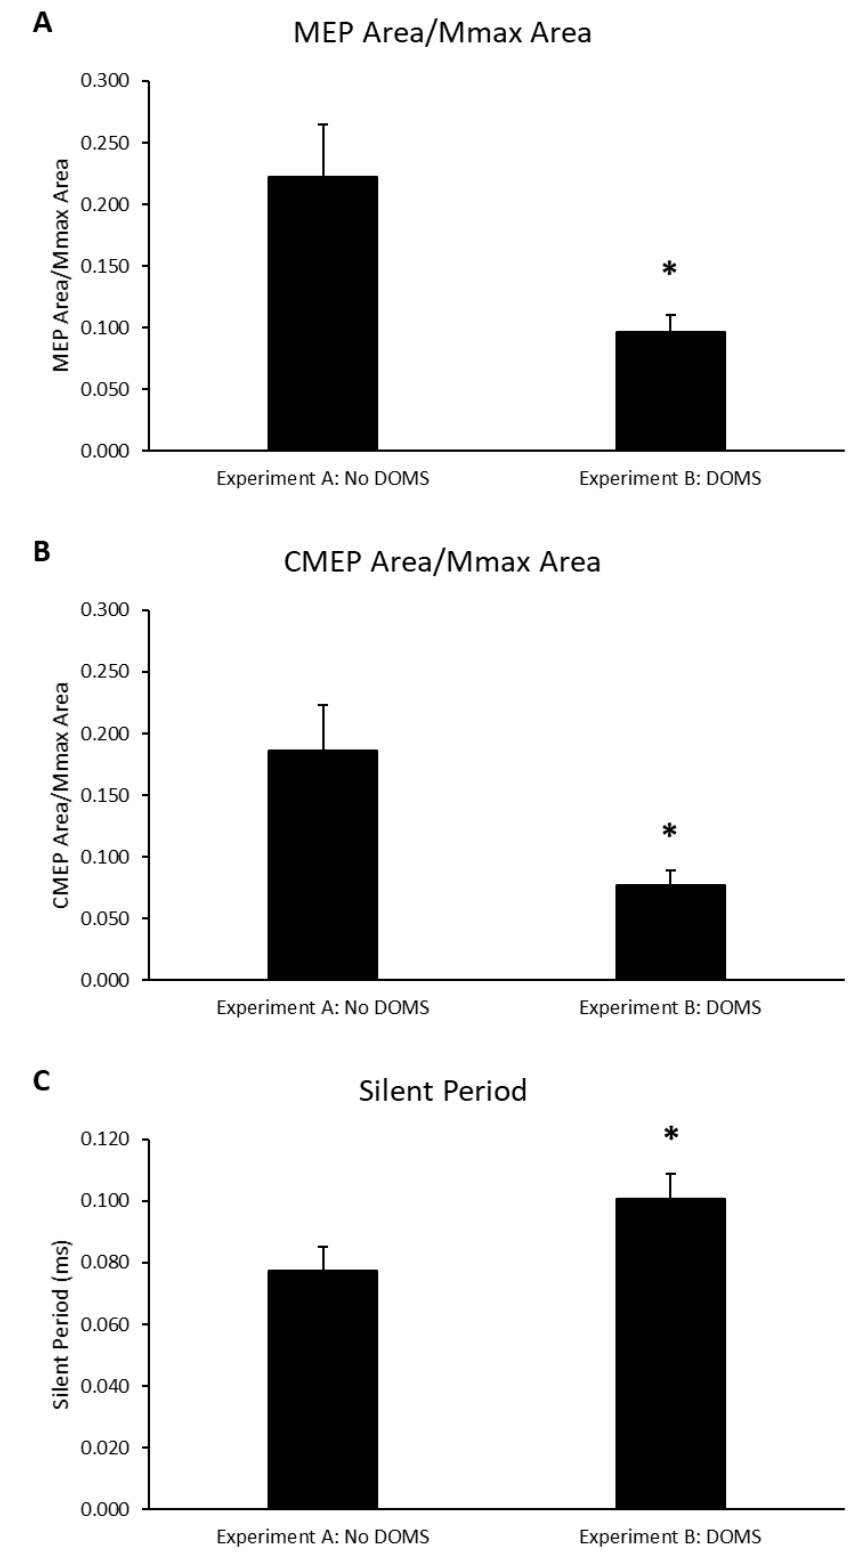 A
MEP Area/Mmax Area
MEP Area/Mmax Area
0.300
0.250
0.200
0.150
0.100
0.050
0.000
*
Experiment A: No DOMS
Experiment B: DOMS
B
CMEP Area/Mmax Area
CMEP Area/Mmax Area
0.300
0.250
0.200
0.150
0.100
0.050
0.000
*
Experiment A: No DOMS
Experiment B: DOMS
C
Silent Period
Silent Period (ms)
0.120
0.100
0.080
0.060
0.040
0.020
0.000
*
Experiment A: No DOMS
Experiment B: DOMS